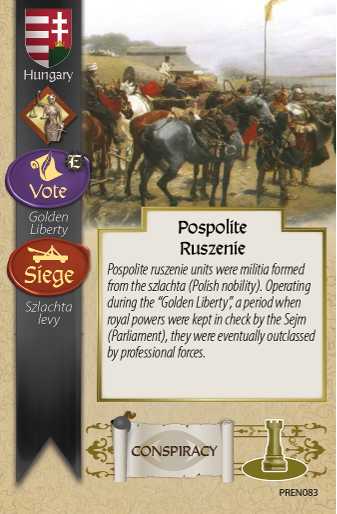 Hungary
E
Vote
Golden
Liberty
Siege
Szlachta
levy
Pospolite
Ruszenie
Pospolite ruszenie units were militia formed
from the szlachta (Polish nobility). Operating
during the “Golden Liberty”, a period when
royal powers were kept in check by the Sejm
(Parliament), they were eventually outclassed
by professional forces.
CONSPIRACY
PREN083